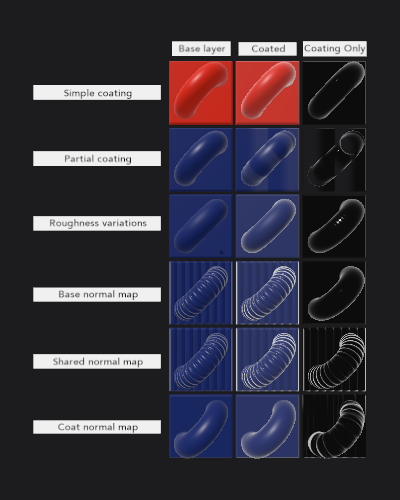 Base layer Coated Coating Only
Simple coating
Partial coating
Roughness variations
Base normal map
Shared normal map
Coat normal map